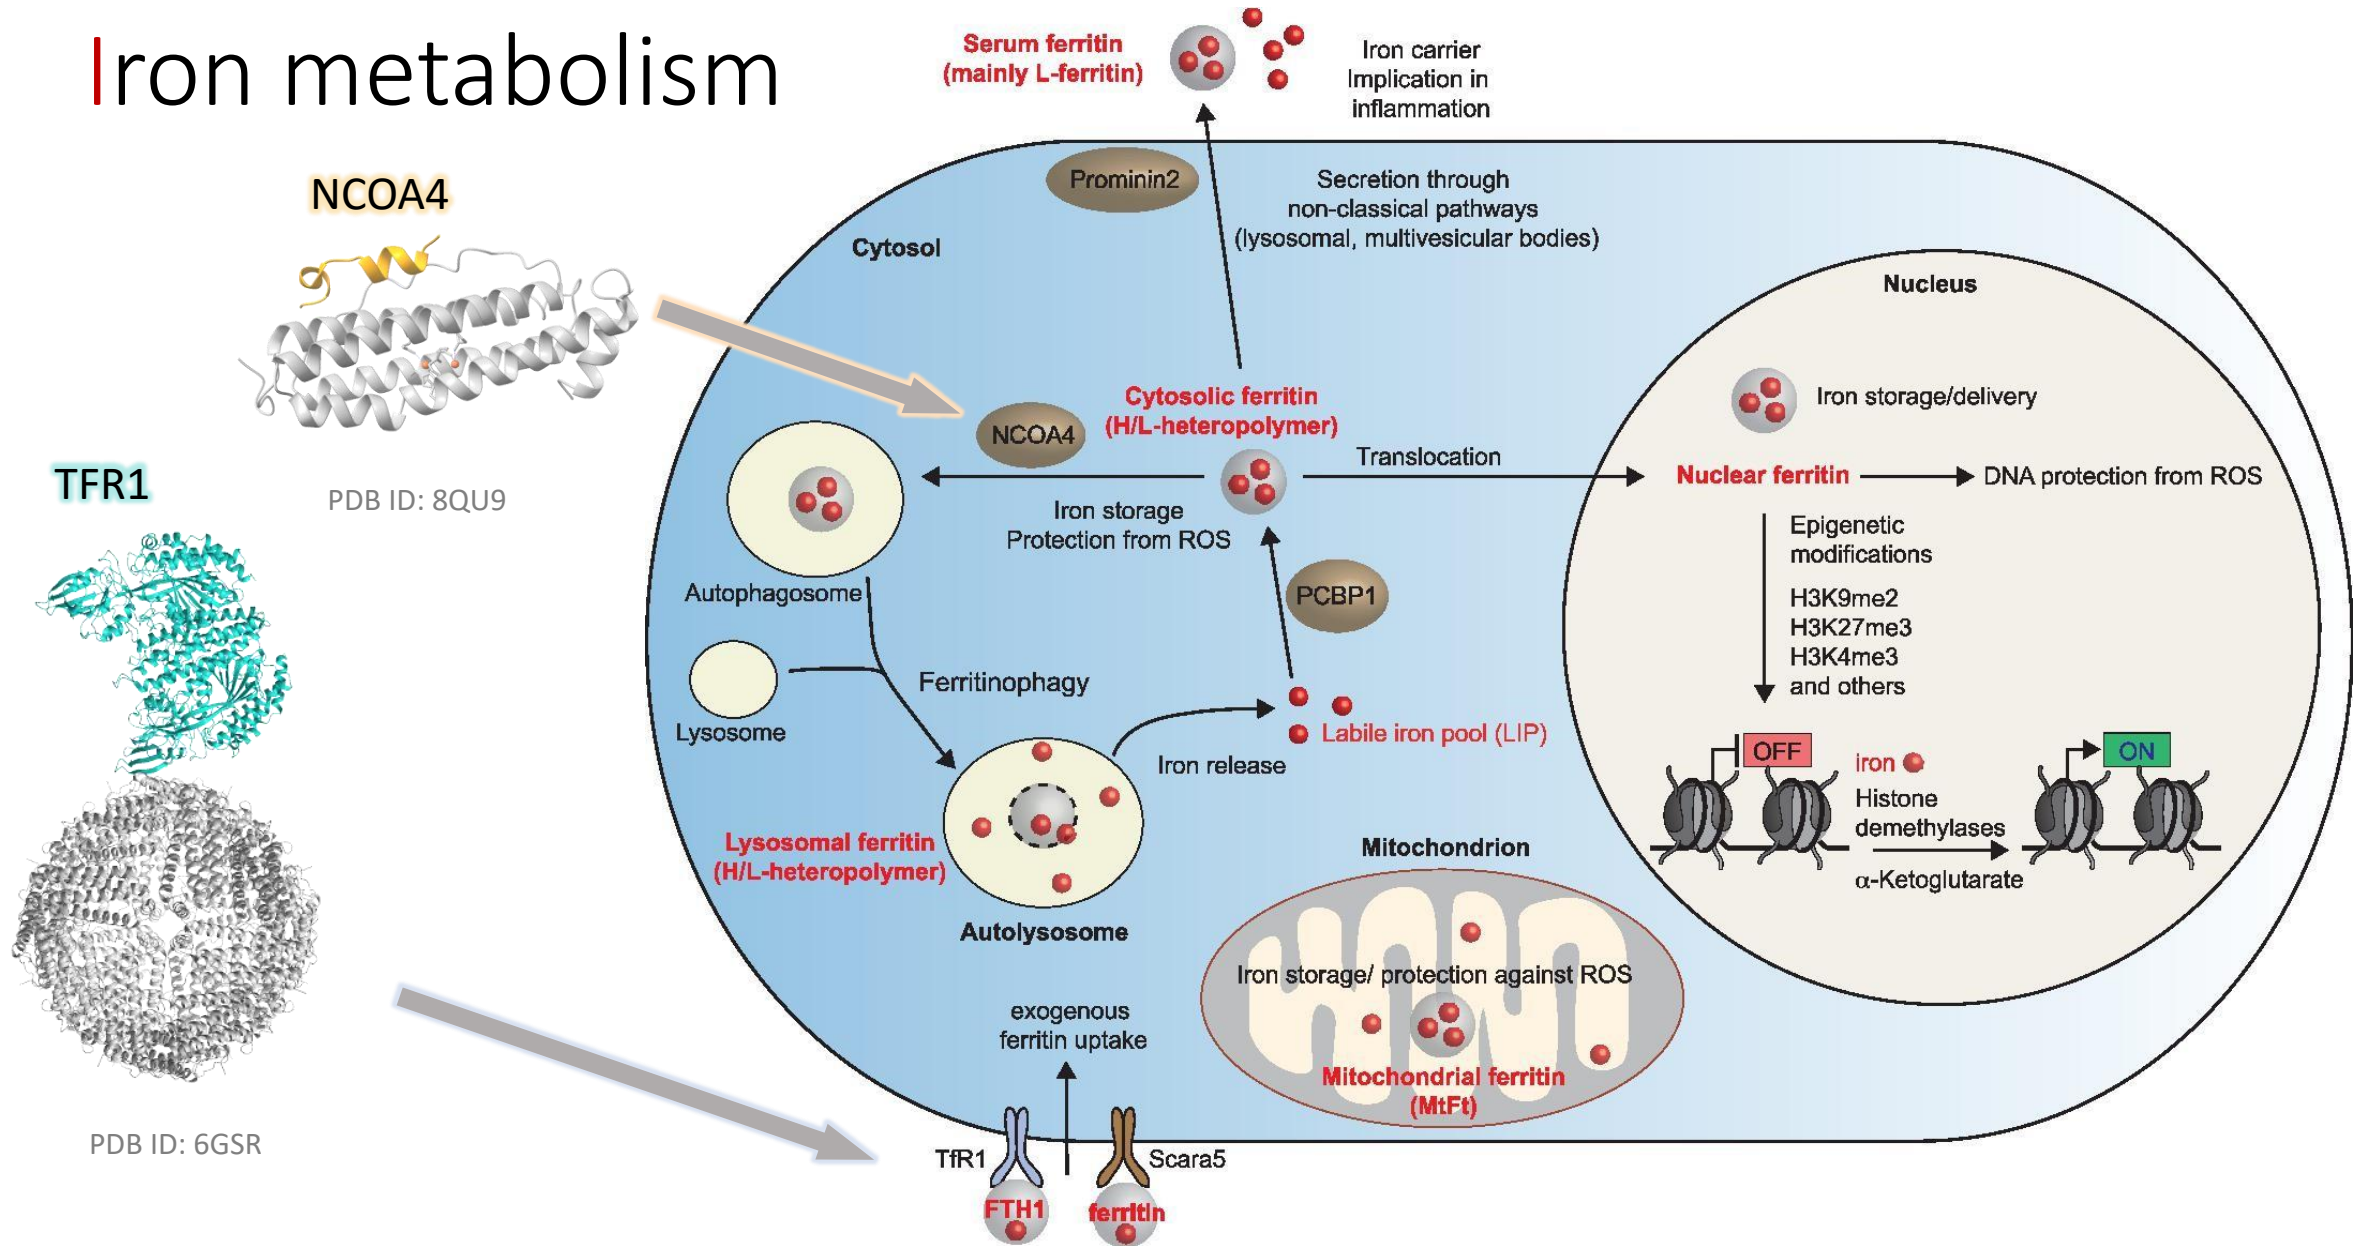 Iron metabolism
NCOA4
PDB ID: 8QU9
TFR1
PDB ID: 6GSR
Serum ferritin
(mainly L-ferritin)
Iron carrier
Implication in
inflammation
Prominin2
Secretion through
non-classical pathways
(lysosomal, multivesicular bodies)
Cytosol
Nucleus
Cytosolic ferritin
(H/L-heteropolymer)
NCOA4
Iron storage
Protection from ROS
Translocation
Iron storage/delivery
Nuclear ferritin
DNA protection from ROS
Epigenetic
modifications
H3K9me2
H3K27me3
H3K4me3
and others
OFF
iron
Histone
demethylases
α-Ketoglutarate
ON
Autophagosome
Lysosome
Ferritinophagy
PCBP1
Labile iron pool (LIP)
Iron release
Lysosomal ferritin
(H/L-heteropolymer)
Autolysosome
Mitochondrion
Iron storage/ protection against ROS
Mitochondrial ferritin
(MtFt)
exogenous
ferritin uptake
TfR1
Scara5
FTH1
ferritin